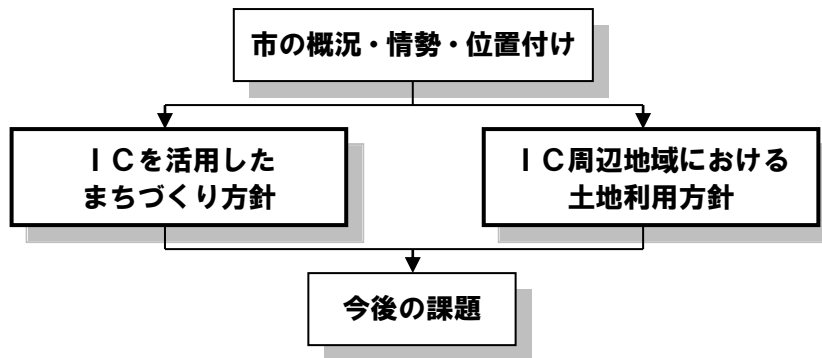 市の概況・情勢・位置付け
ＩＣを活用した
まちづくり方針
ＩＣ周辺地域における
土地利用方針
今後の課題